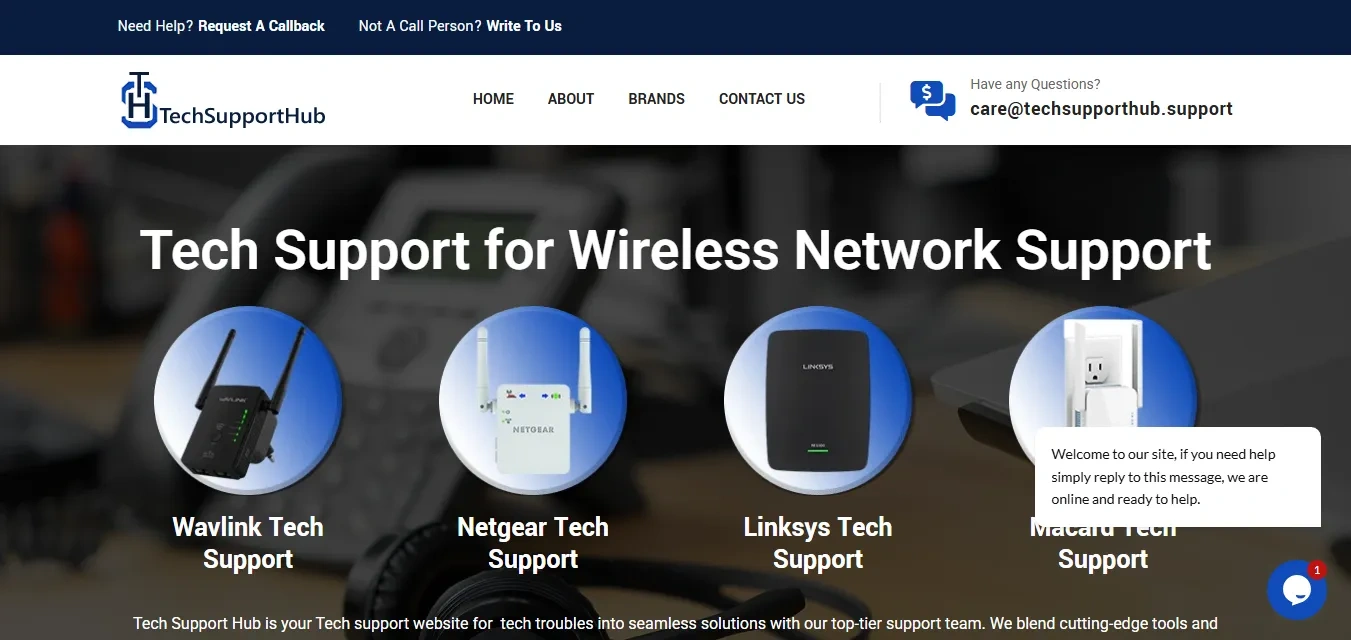 Need Help? Request A Callback Not A Call Person? Write To Us
TechSupportHub
HOME ABOUT BRANDS CONTACT US
Have any Questions?
care@techsupporthub.support
Tech Support for Wireless Network Support
WAVLINK
NETGEAR
LINKSYS
Wavlink Tech
Support
Netgear Tech
Support
Linksys Tech
Support
Macard Tech
Support
Welcome to our site, if you need help
simply reply to this message, we are
online and ready to help.
1
Tech Support Hub is your Tech support website for tech troubles into seamless solutions with our top-tier support team. We blend cutting-edge tools and